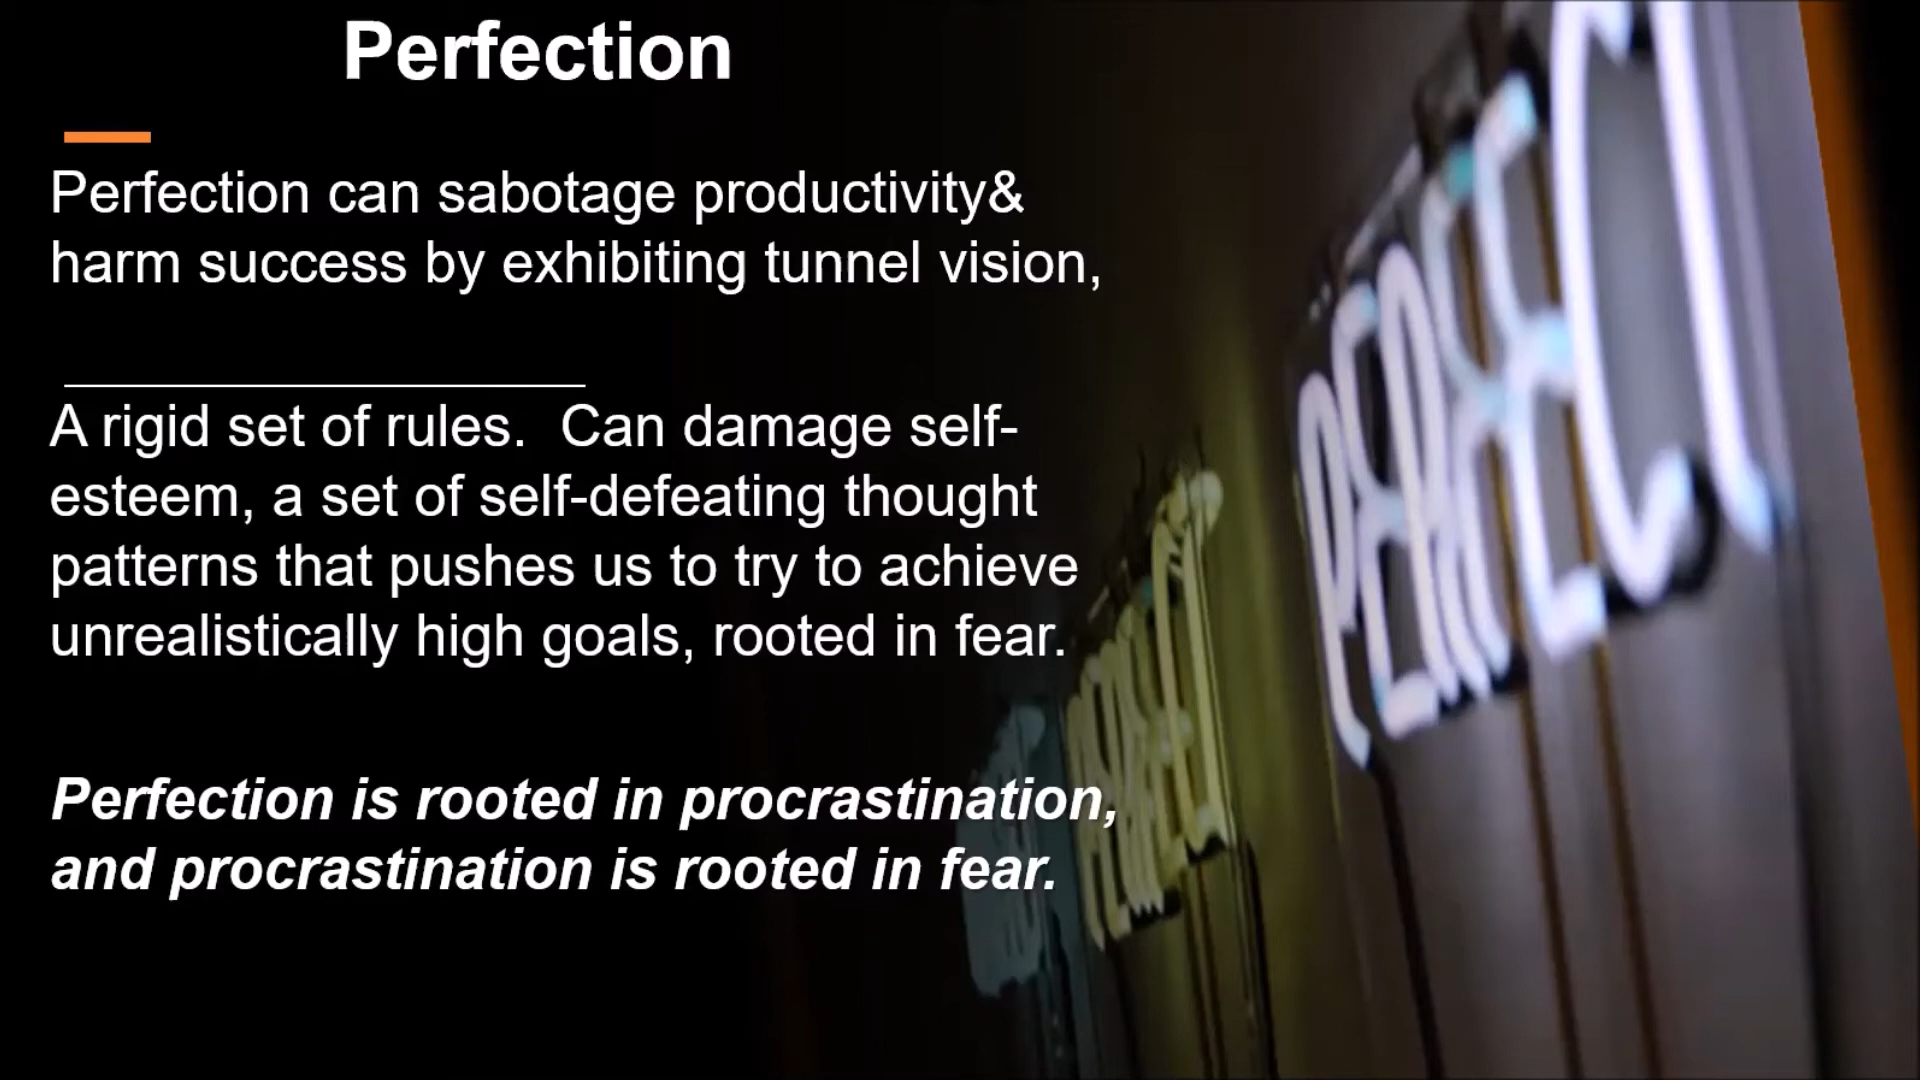 Perfection
Perfection can sabotage productivity&
harm success by exhibiting tunnel vision,
A rigid set of rules.  Can damage self-
esteem, a set of self-defeating thought
patterns that pushes us to try to achieve
unrealistically high goals, rooted in fear.
Perfection is rooted in procrastination,
and procrastination is rooted in fear.
PERFECT
PERFECT